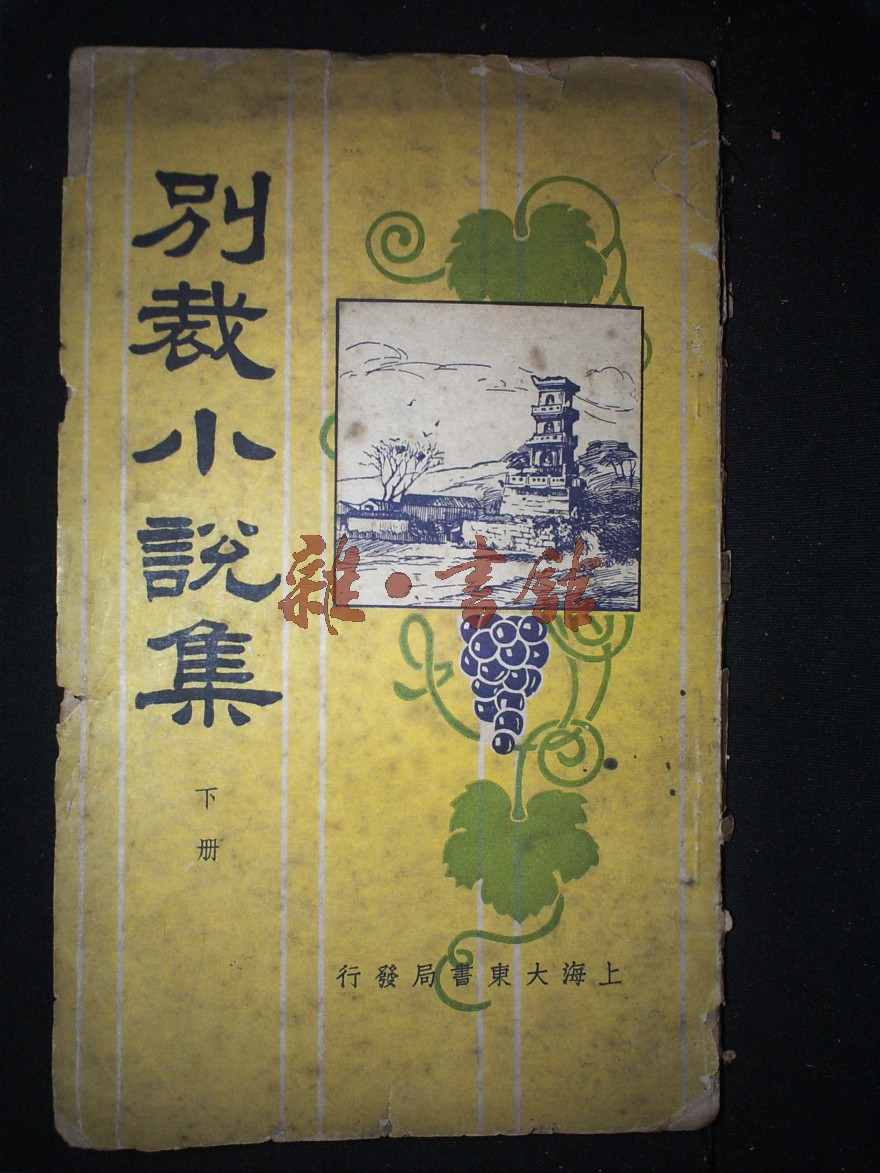 別裁小說集
下册
上海大東書局發行
雜·書館